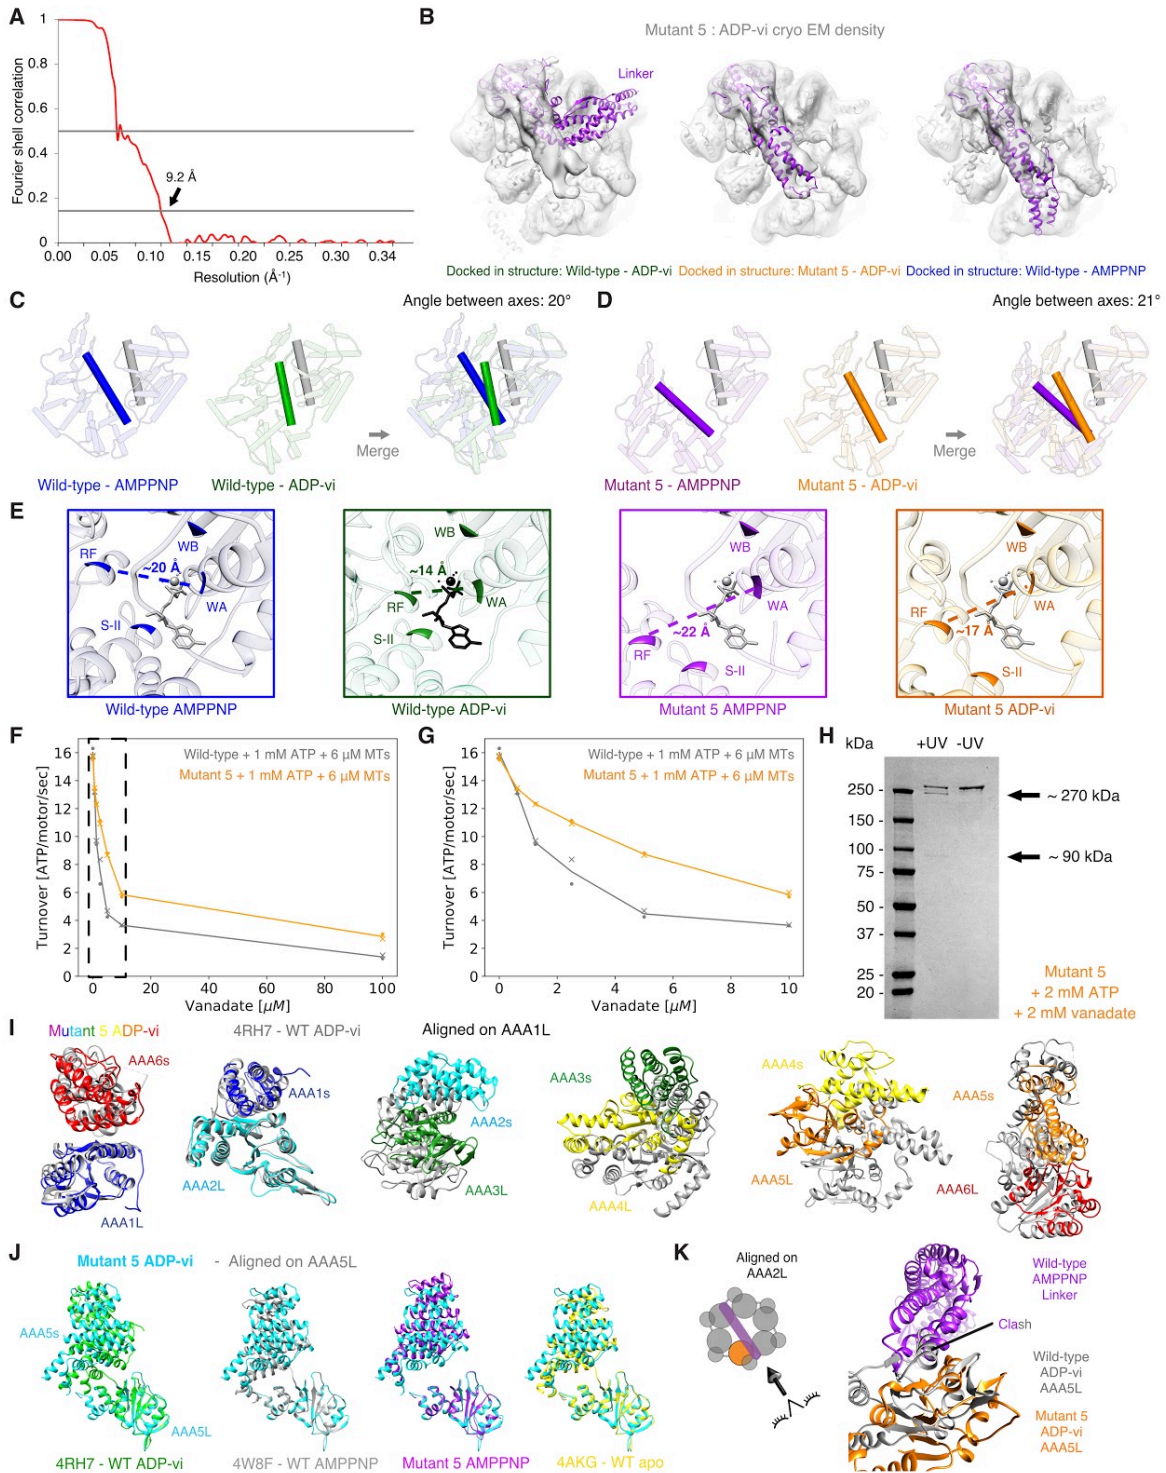 A
Fourier shell correlation
1
0.8
0.6
0.4
0.2
0
9.2 Å
0.00
0.05
0.10
0.15
0.20
0.25
0.30
0.34
Resolution (Å-1)
B
Mutant 5 : ADP-vi cryo EM density
Linker
Docked in structure: Wild-type - ADP-vi
Docked in structure: Mutant 5 - ADP-vi
Docked in structure: Wild-type - AMPPNP
C
Angle between axes: 20°
Merge
Wild-type - AMPPNP
Wild-type - ADP-vi
D
Angle between axes: 21°
Merge
Mutant 5 - AMPPNP
Mutant 5 - ADP-vi
E
WB
RF
~20 Å
WA
S-II
Wild-type AMPPNP
WB
~14 Å
RF
WA
S-II
Wild-type ADP-vi
WB
WA
~22 Å
RF
S-II
Mutant 5 AMPPNP
WB
WA
RF
~17 Å
S-II
Mutant 5 ADP-vi
F
Wild-type + 1 mM ATP + 6 µM MTs
Mutant 5 + 1 mM ATP + 6 µM MTs
Turnover [ATP/motor/sec]
16
14
12
10
8
6
4
2
0
0
20
40
60
80
100
Vanadate [µM]
G
Wild-type + 1 mM ATP + 6 µM MTs
Mutant 5 + 1 mM ATP + 6 µM MTs
Turnover [ATP/motor/sec]
16
14
12
10
8
6
4
2
0
0
2
4
6
8
10
Vanadate [µM]
H
kDa
+UV
-UV
250 -
150 -
100 -
75 -
50 -
37 -
25 -
20 -
~ 270 kDa
~ 90 kDa
Mutant 5
+ 2 mM ATP
+ 2 mM vanadate
I
Mutant 5 ADP-vi
4RH7 - WT ADP-vi
Aligned on AAA1L
AAA6s
AAA1L
AAA1s
AAA2L
AAA2s
AAA3L
AAA3s
AAA4L
AAA4s
AAA5L
AAA5s
AAA6L
J
Mutant 5 ADP-vi - Aligned on AAA5L
AAA5s
AAA5L
4RH7 - WT ADP-vi
4W8F - WT AMPPNP
Mutant 5 AMPPNP
4AKG - WT apo
K
Aligned on
AAA2L
Wild-type
AMPPNP
Linker
Clash
Wild-type
ADP-vi
AAA5L
Mutant 5
ADP-vi
AAA5L